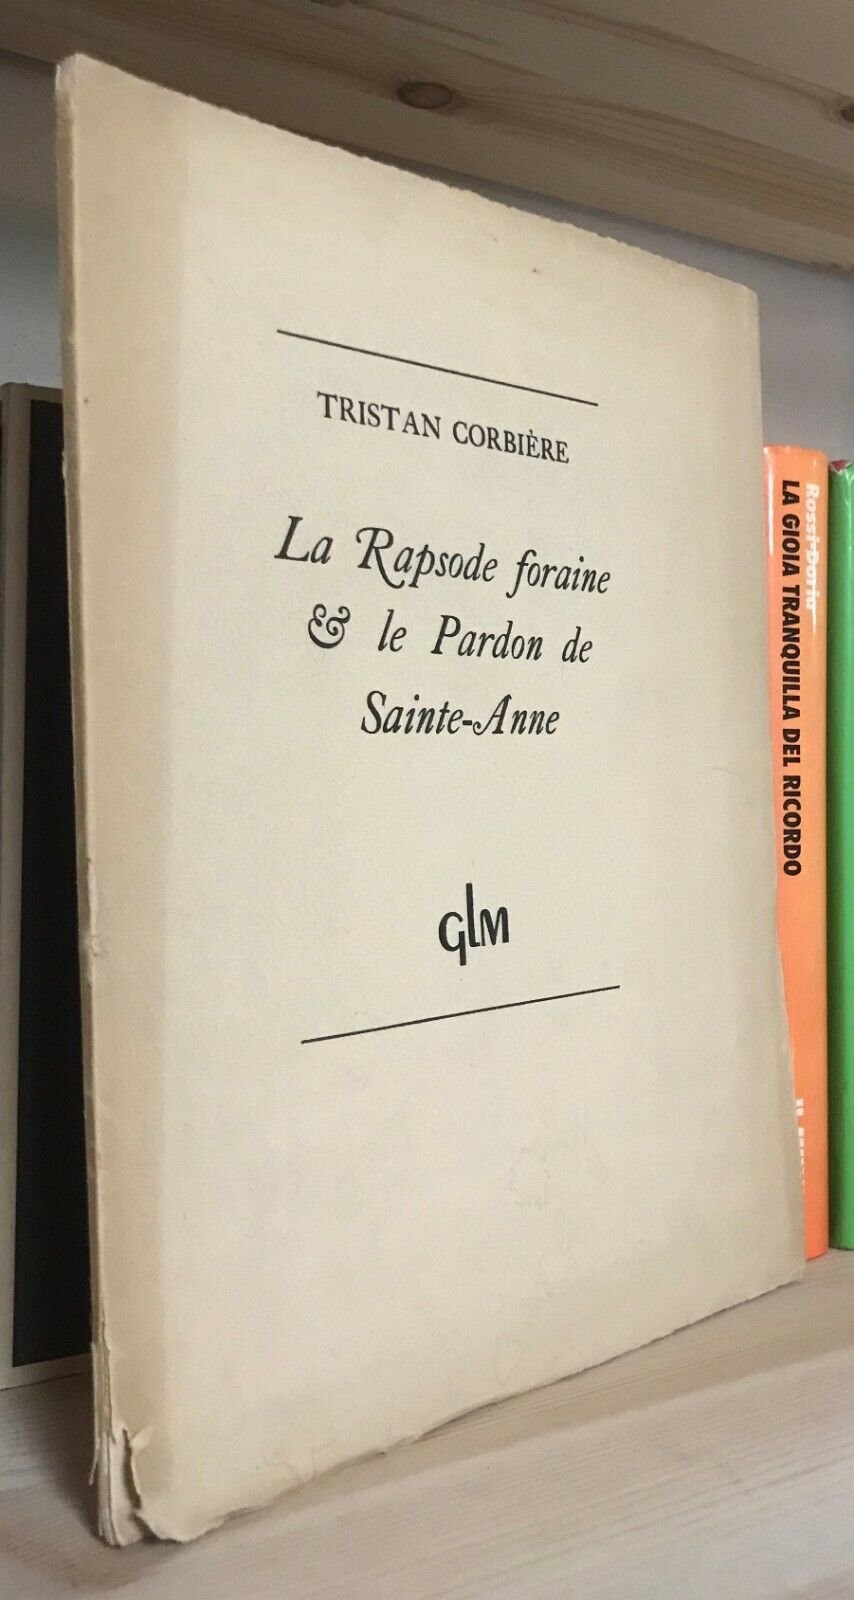 TRISTAN CORBIÈRE
La Rapsode foraine
& le Pardon de
Sainte-Anne
GLM
Rossi-Doria
LA GIOIA TRANQUILLA DEL RICORDO